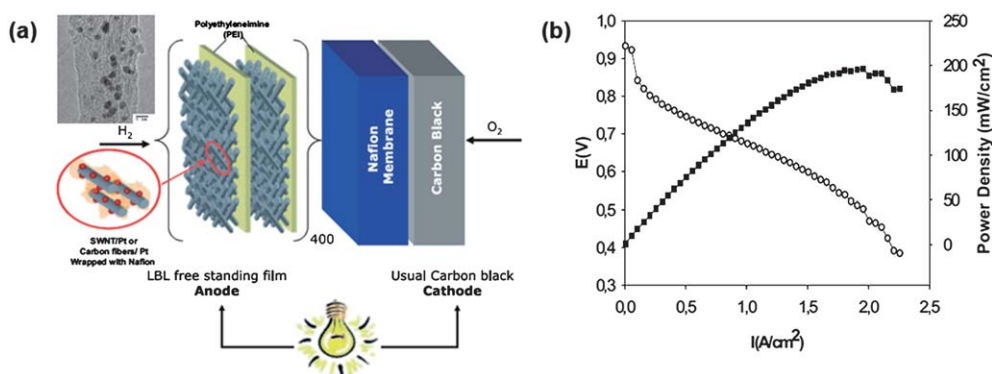 (a)
Polyethyleneimine
(PEI)
H2
O2
Nafion
Membrane
Carbon Black
400
SWNT/Pt or
Carbon fibers/ Pt
Wrapped with Nafion
LBL free standing film
Anode
Usual Carbon black
Cathode
(b)
E(V)
1,0
0,9
0,8
0,7
0,6
0,5
0,4
0,3
0,2
0,0
0,5
1,0
1,5
2,0
2,5
I(A/cm²)
250
200
150
100
50
0
Power Density (mW/cm²)